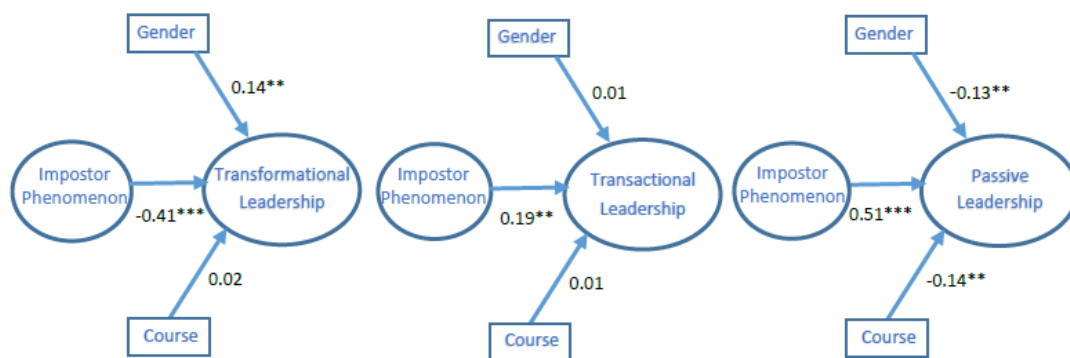 Gender
0.14**
Impostor
Phenomenon
-0.41***
Transformational
Leadership
0.02
Course
Gender
0.01
Impostor
Phenomenon
0.19**
Transactional
Leadership
0.01
Course
Gender
-0.13**
Impostor
Phenomenon
0.51***
Passive
Leadership
-0.14**
Course